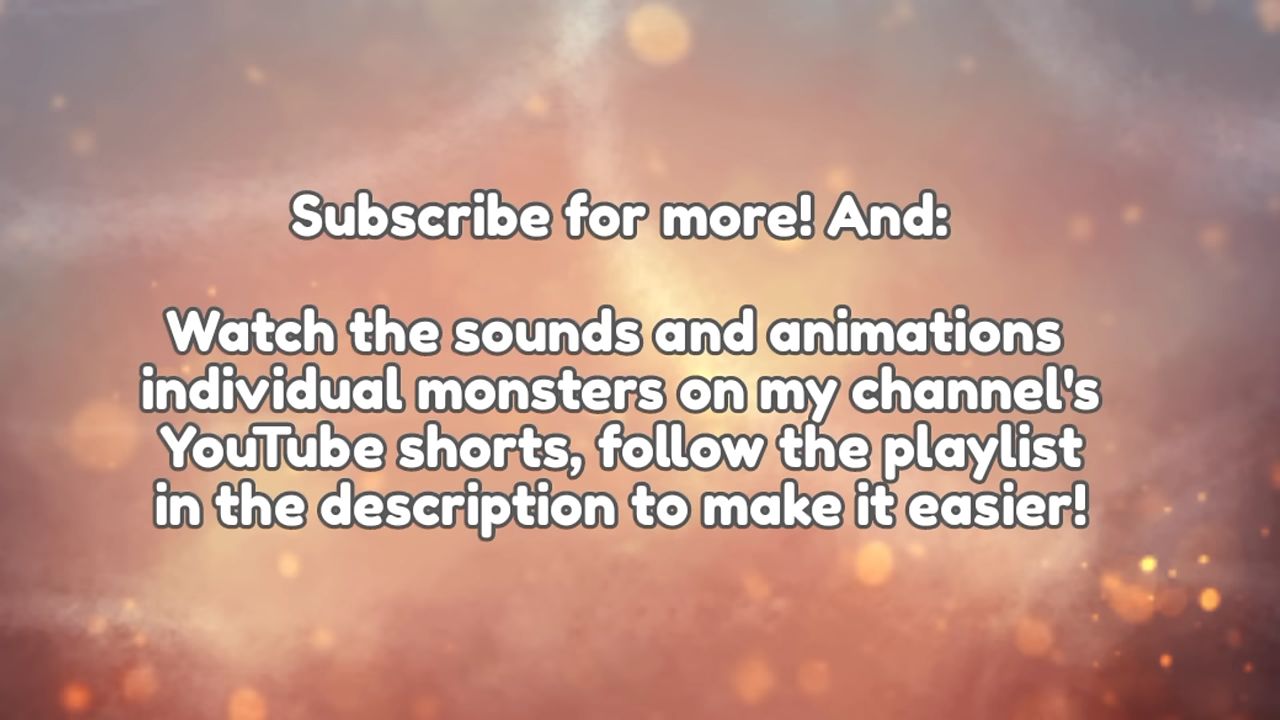 Subscribe for more! And:
Watch the sounds and animations
individual monsters on my channel's
YouTube shorts, follow the playlist
in the description to make it easier!